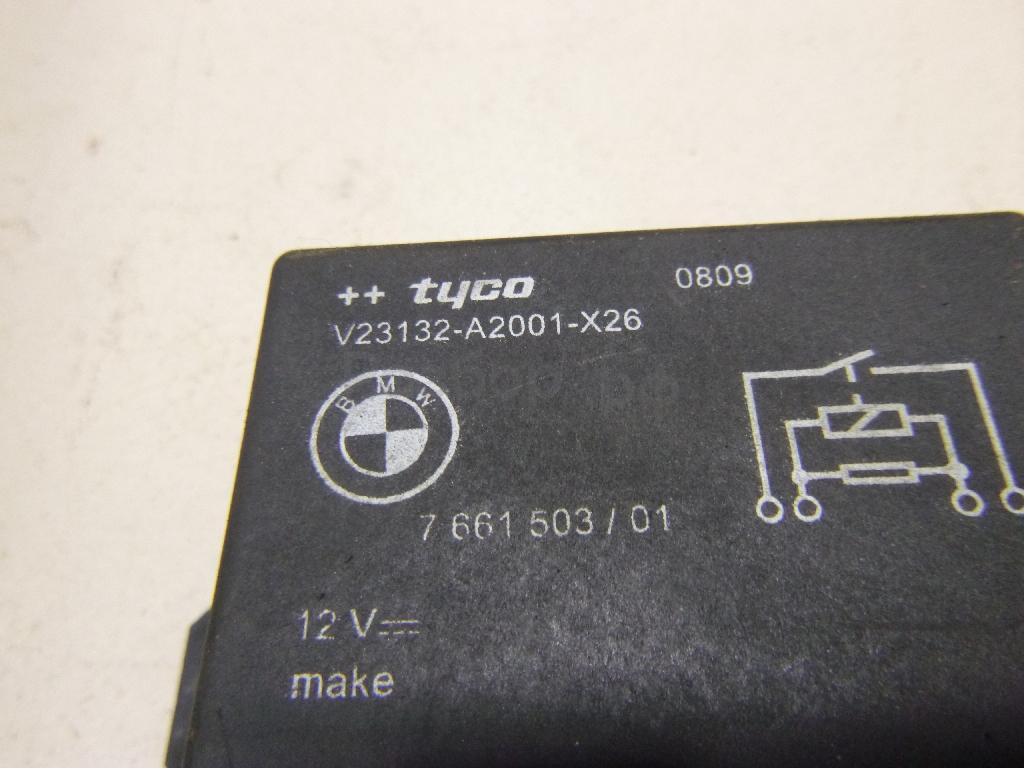 ++ tyco 0809
V23132-A2001-X26
BMW
7 661 503 / 01
12 V⎓
make